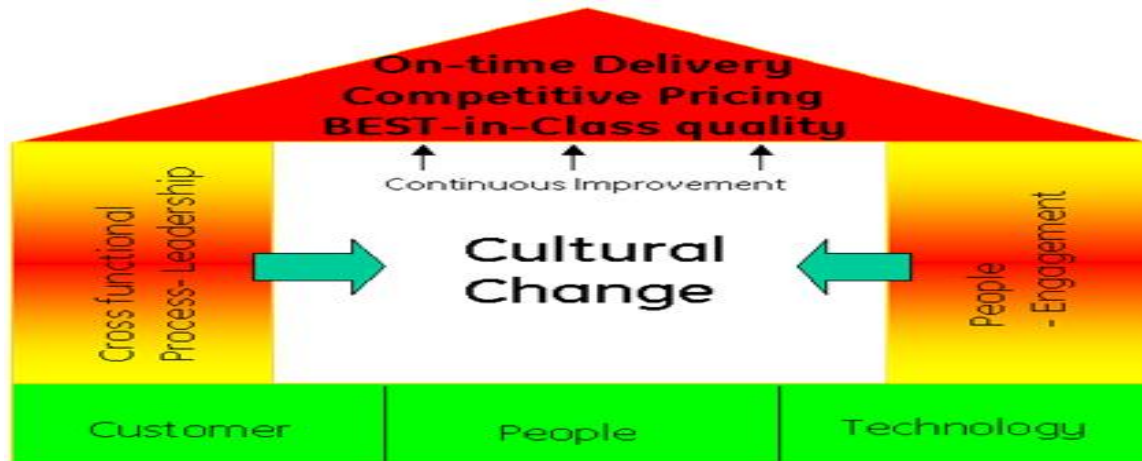 On-time Delivery
Competitive Pricing
BEST-in-Class quality
Continuous Improvement
Cross functional
Process- Leadership
Cultural
Change
People
- Engagement
Customer
People
Technology